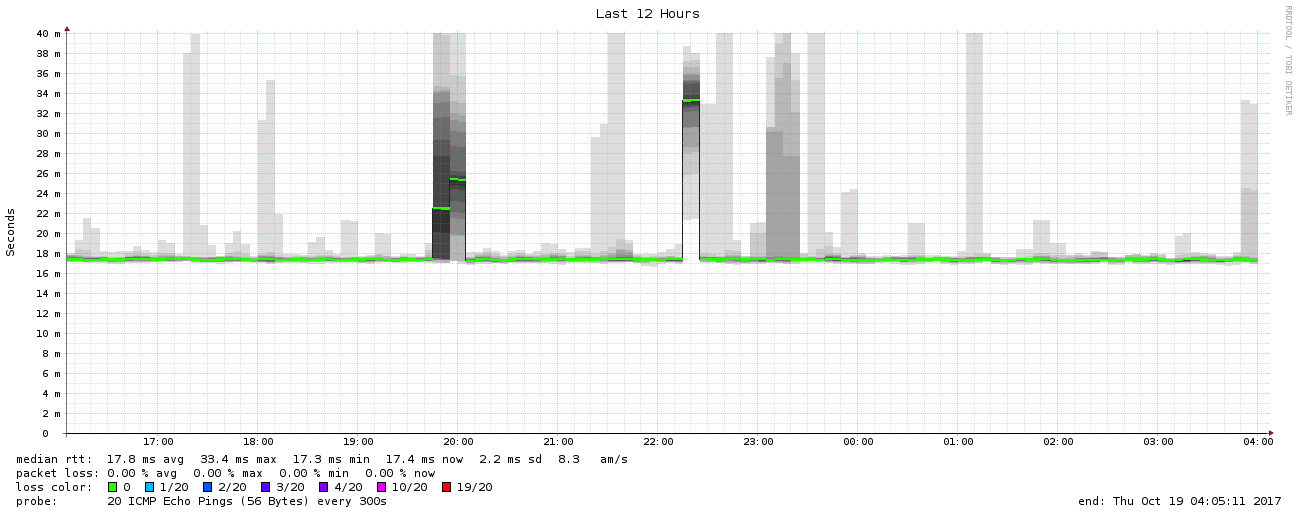 Last 12 Hours
RRDTOOL / TOBI OETIKER
Seconds
40 m
38 m
36 m
34 m
32 m
30 m
28 m
26 m
24 m
22 m
20 m
18 m
16 m
14 m
12 m
10 m
8 m
6 m
4 m
2 m
0
17:00 18:00 19:00 20:00 21:00 22:00 23:00 00:00 01:00 02:00 03:00 04:00
median rtt: 17.8 ms avg 33.4 ms max 17.3 ms min 17.4 ms now 2.2 ms sd 8.3 am/s
packet loss: 0.00 % avg 0.00 % max 0.00 % min 0.00 % now
loss color: 0 1/20 2/20 3/20 4/20 10/20 19/20
probe: 20 ICMP Echo Pings (56 Bytes) every 300s end: Thu Oct 19 04:05:11 2017